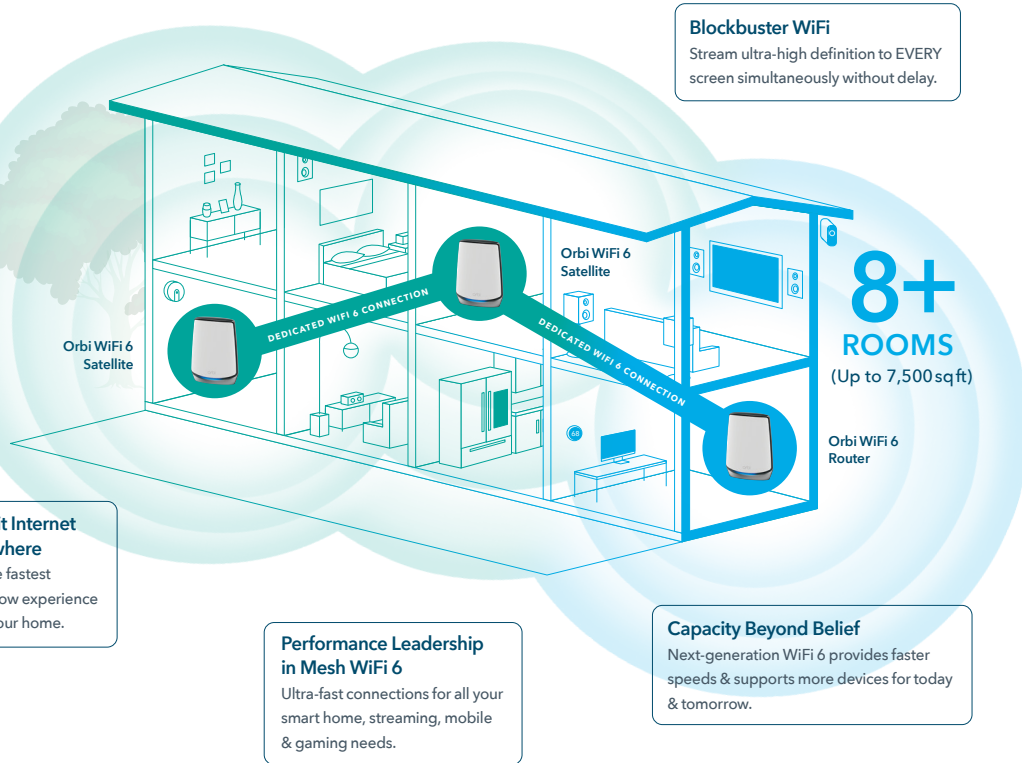 Blockbuster WiFi
Stream ultra-high definition to EVERY
screen simultaneously without delay.
Orbi WiFi 6
Satellite
DEDICATED WIFI 6 CONNECTION
Orbi WiFi 6
Satellite
DEDICATED WIFI 6 CONNECTION
8+
ROOMS
(Up to 7,500 sq ft)
68
Orbi WiFi 6
Router
Internet
fastest
experience
home.
Performance Leadership
in Mesh WiFi 6
Ultra-fast connections for all your
smart home, streaming, mobile
& gaming needs.
Capacity Beyond Belief
Next-generation WiFi 6 provides faster
speeds & supports more devices for today
& tomorrow.